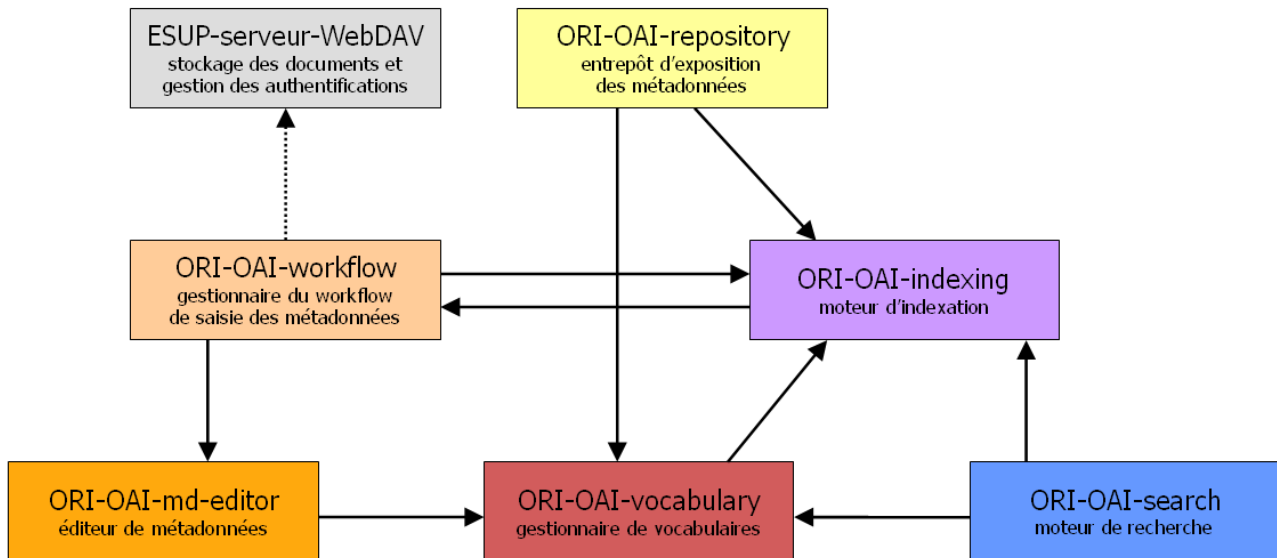 ESUP-serveur-WebDAV
stockage des documents et
gestion des authentifications
ORI-OAI-repository
entrepôt d'exposition
des métadonnées
ORI-OAI-workflow
gestionnaire du workflow
de saisie des métadonnées
ORI-OAI-indexing
moteur d'indexation
ORI-OAI-md-editor
éditeur de métadonnées
ORI-OAI-vocabulary
gestionnaire de vocabulaires
ORI-OAI-search
moteur de recherche